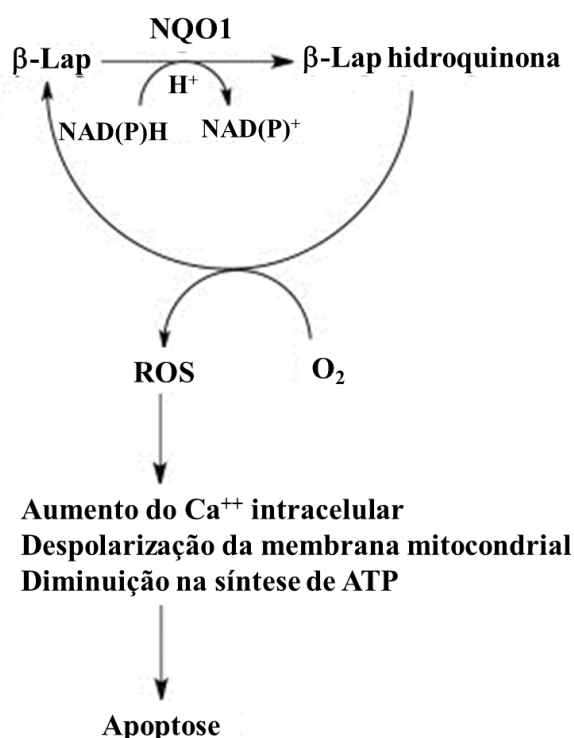 NQO1
β-Lap
β-Lap hidroquinona
H⁺
NAD(P)H
NAD(P)⁺
ROS
O₂
Aumento do Ca⁺⁺ intracelular
Despolarização da membrana mitocondrial
Diminuição na síntese de ATP
Apoptose